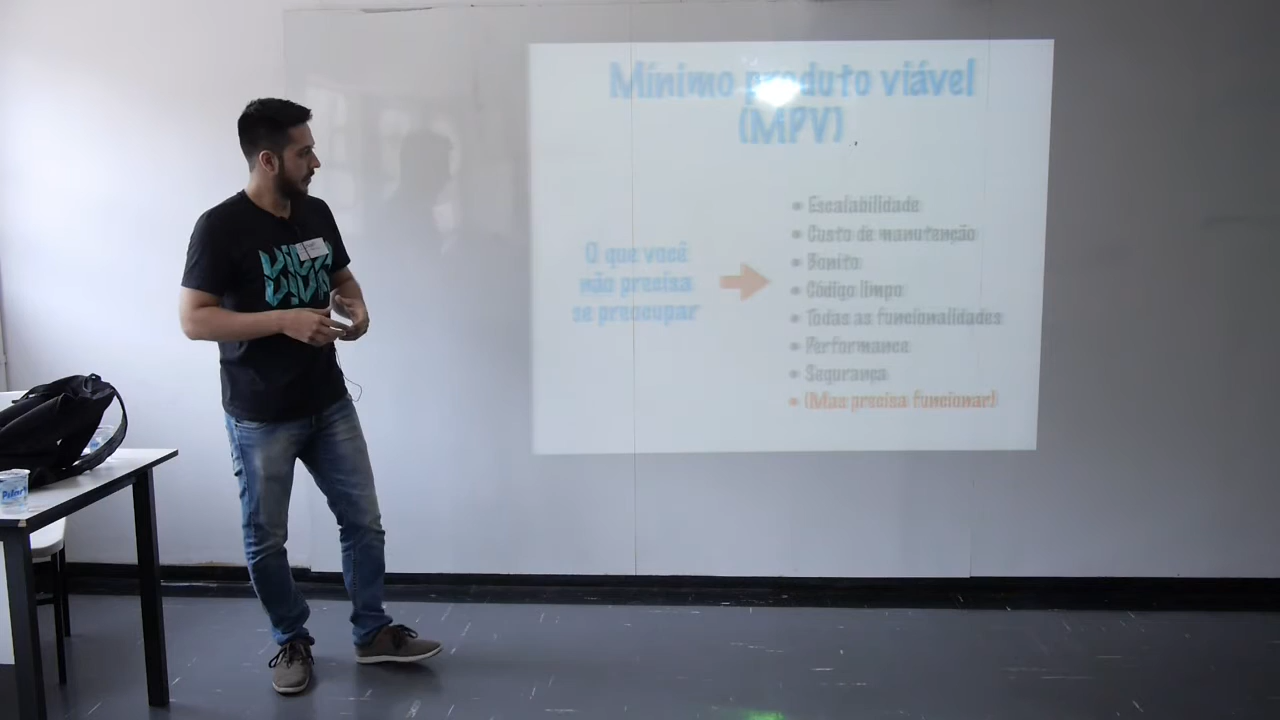 Mínimo produto viável
(MPV)
O que você
não precisa
se preocupar
• Escalabilidade
• Custo de manutenção
• Bonito
• Código limpo
• Todas as funcionalidades
• Performance
• Segurança
• (Mas precisa funcionar)